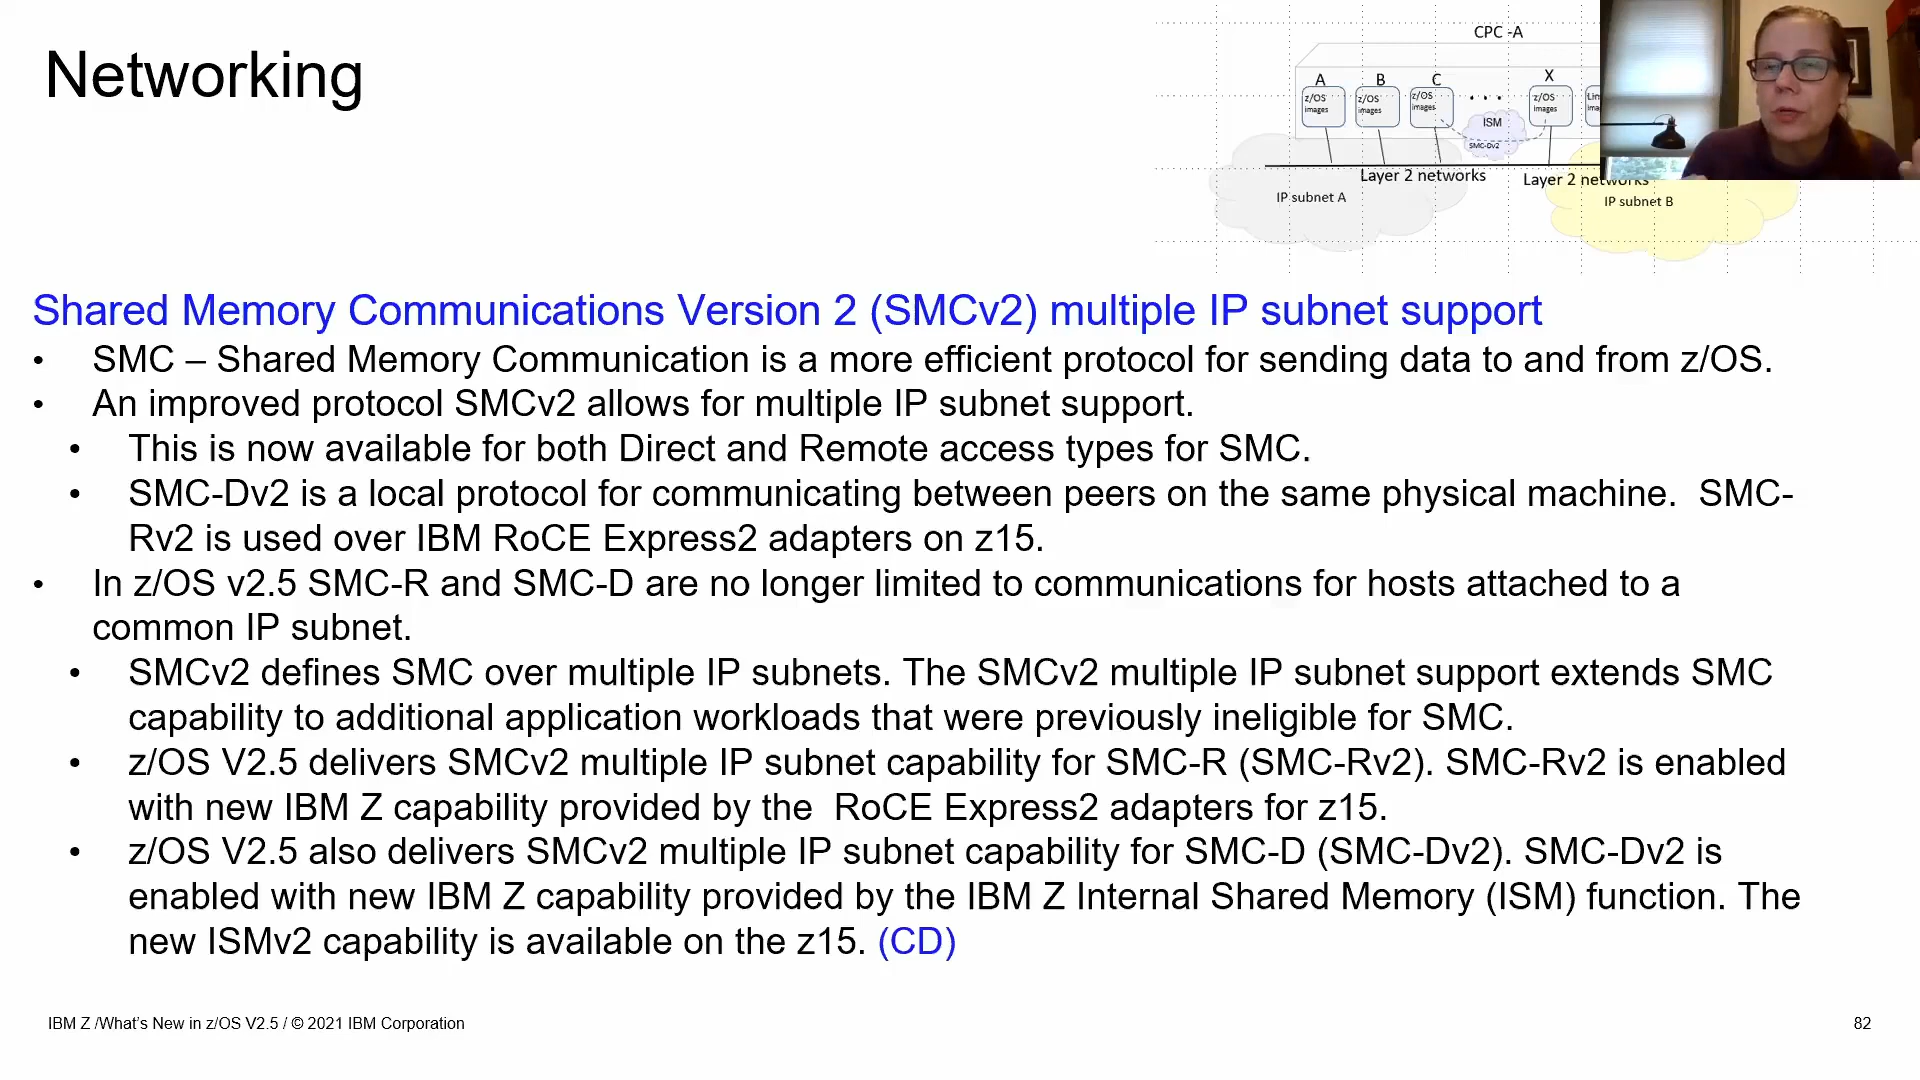 Networking
CPC -A
A B C X
z/OS images
z/OS images
z/OS images
. . .
z/OS images
ISM
SMC-Dv2
Layer 2 networks
Layer 2 networks
IP subnet A
IP subnet B
Shared Memory Communications Version 2 (SMCv2) multiple IP subnet support
• SMC – Shared Memory Communication is a more efficient protocol for sending data to and from z/OS.
• An improved protocol SMCv2 allows for multiple IP subnet support.
• This is now available for both Direct and Remote access types for SMC.
• SMC-Dv2 is a local protocol for communicating between peers on the same physical machine.  SMC-
Rv2 is used over IBM RoCE Express2 adapters on z15.
• In z/OS v2.5 SMC-R and SMC-D are no longer limited to communications for hosts attached to a
common IP subnet.
• SMCv2 defines SMC over multiple IP subnets. The SMCv2 multiple IP subnet support extends SMC
capability to additional application workloads that were previously ineligible for SMC.
• z/OS V2.5 delivers SMCv2 multiple IP subnet capability for SMC-R (SMC-Rv2). SMC-Rv2 is enabled
with new IBM Z capability provided by the  RoCE Express2 adapters for z15.
• z/OS V2.5 also delivers SMCv2 multiple IP subnet capability for SMC-D (SMC-Dv2). SMC-Dv2 is
enabled with new IBM Z capability provided by the IBM Z Internal Shared Memory (ISM) function. The
new ISMv2 capability is available on the z15. (CD)
IBM Z /What's New in z/OS V2.5 / © 2021 IBM Corporation
82